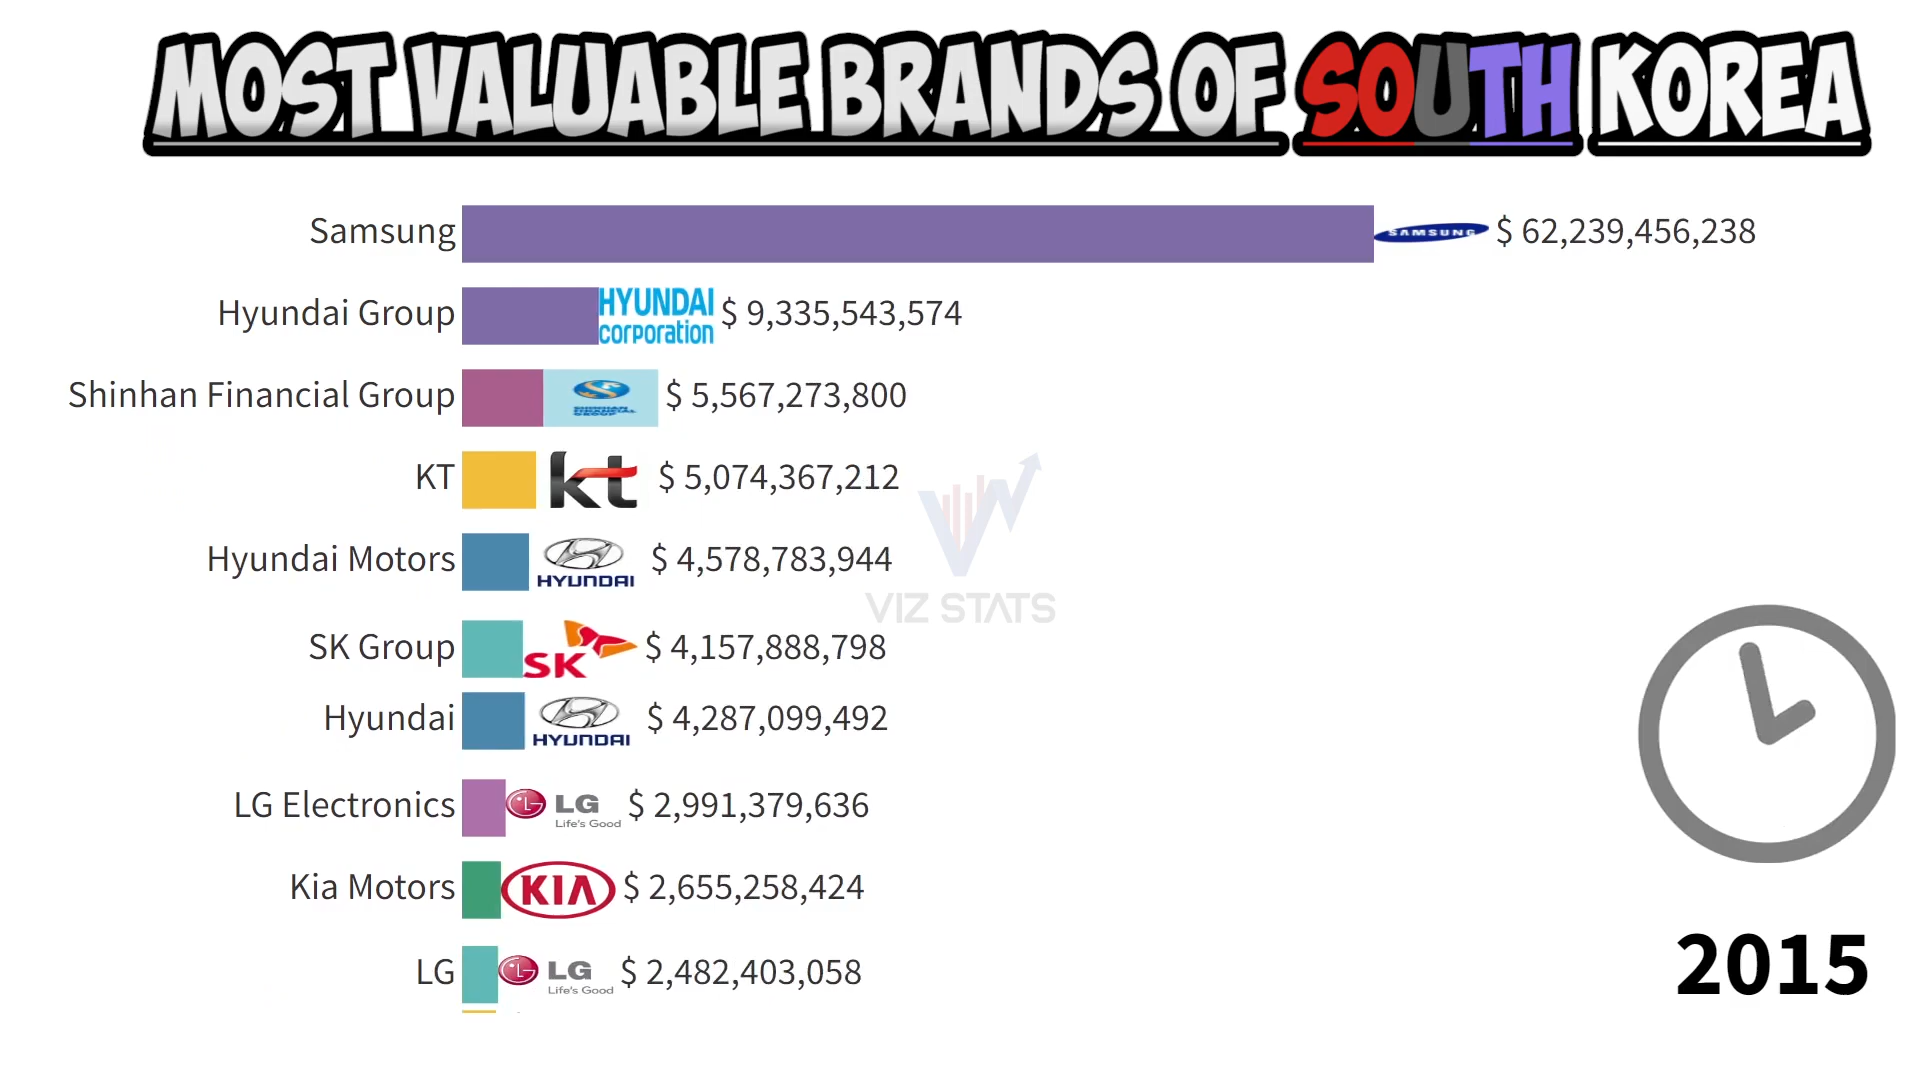 MOST VALUABLE BRANDS OF SOUTH KOREA
Samsung SAMSUNG $ 62,239,456,238
Hyundai Group HYUNDAI corporation $ 9,335,543,574
Shinhan Financial Group SHINHAN FINANCIAL GROUP $ 5,567,273,800
KT kt $ 5,074,367,212
Hyundai Motors HYUNDAI $ 4,578,783,944
VIZ STATS
SK Group SK $ 4,157,888,798
Hyundai HYUNDAI $ 4,287,099,492
LG Electronics LG Life's Good $ 2,991,379,636
Kia Motors KIA $ 2,655,258,424
LG LG Life's Good $ 2,482,403,058
2015